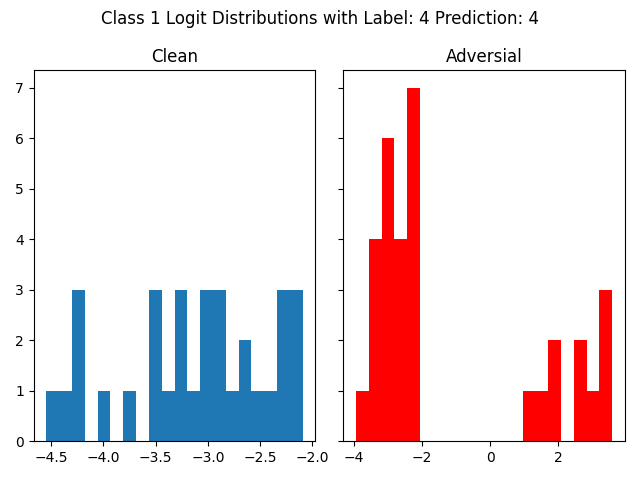 Class 1 Logit Distributions with Label: 4 Prediction: 4
Clean
Adversial
7
6
5
4
3
2
1
0
−4.5 −4.0 −3.5 −3.0 −2.5 −2.0
−4 −2 0 2